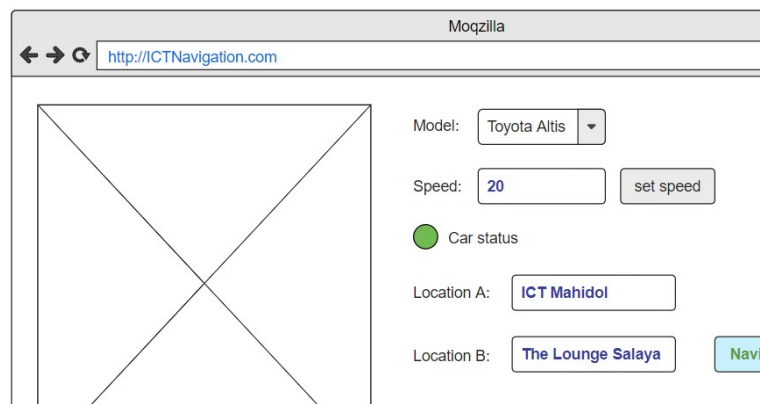 Moqzilla
http://ICTNavigation.com
Model: Toyota Altis
Speed: 20 set speed
Car status
Location A: ICT Mahidol
Location B: The Lounge Salaya